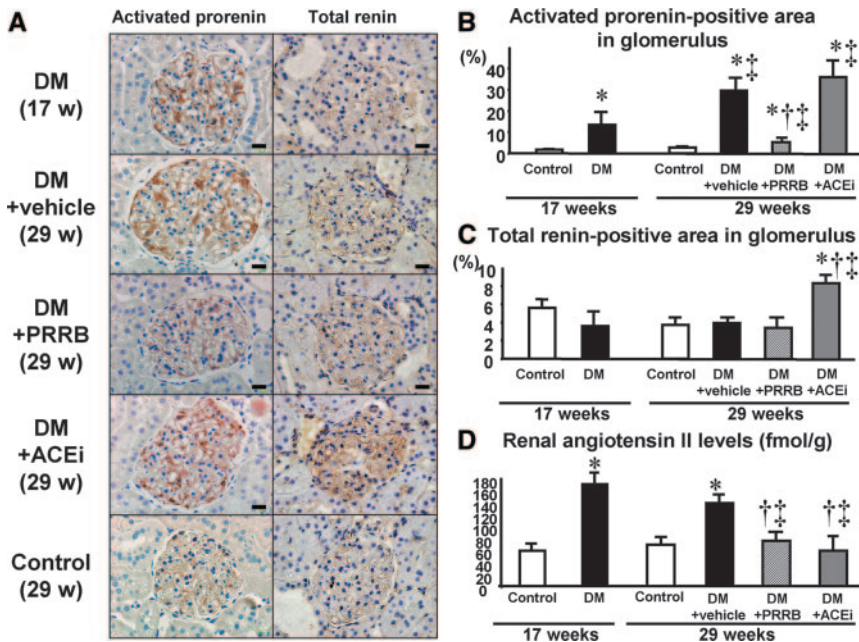 A
Activated prorenin Total renin
DM
(17 w)
DM
+vehicle
(29 w)
DM
+PRRB
(29 w)
DM
+ACEi
(29 w)
Control
(29 w)
B Activated prorenin-positive area
in glomerulus
(%)
40
30
20
10
0
* *‡ *†‡ *‡
Control DM Control DM DM DM
+vehicle +PRRB +ACEi
17 weeks 29 weeks
C Total renin-positive area in glomerulus
(%)
10
8
6
4
2
0
*†‡
Control DM Control DM DM DM
+vehicle +PRRB +ACEi
17 weeks 29 weeks
D Renal angiotensin II levels (fmol/g)
180
160
140
120
100
80
60
40
20
0
* * †‡ †‡
Control DM Control DM DM DM
+vehicle +PRRB +ACEi
17 weeks 29 weeks